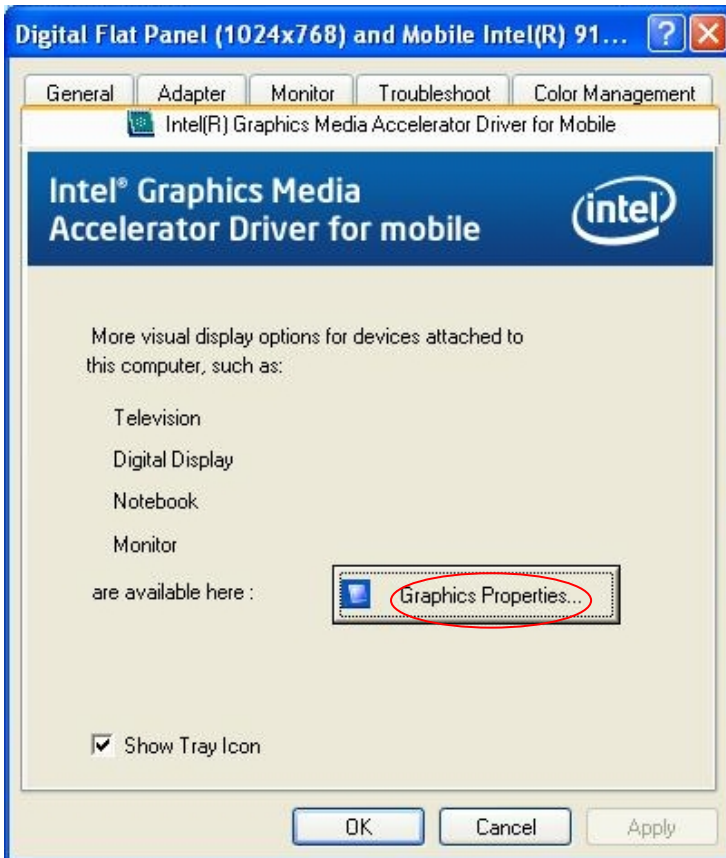 Digital Flat Panel (1024x768) and Mobile Intel(R) 91...
General Adapter Monitor Troubleshoot Color Management
Intel(R) Graphics Media Accelerator Driver for Mobile
Intel® Graphics Media
Accelerator Driver for mobile
intel
More visual display options for devices attached to
this computer, such as:
Television
Digital Display
Notebook
Monitor
are available here :
Graphics Properties...
Show Tray Icon
OK Cancel Apply